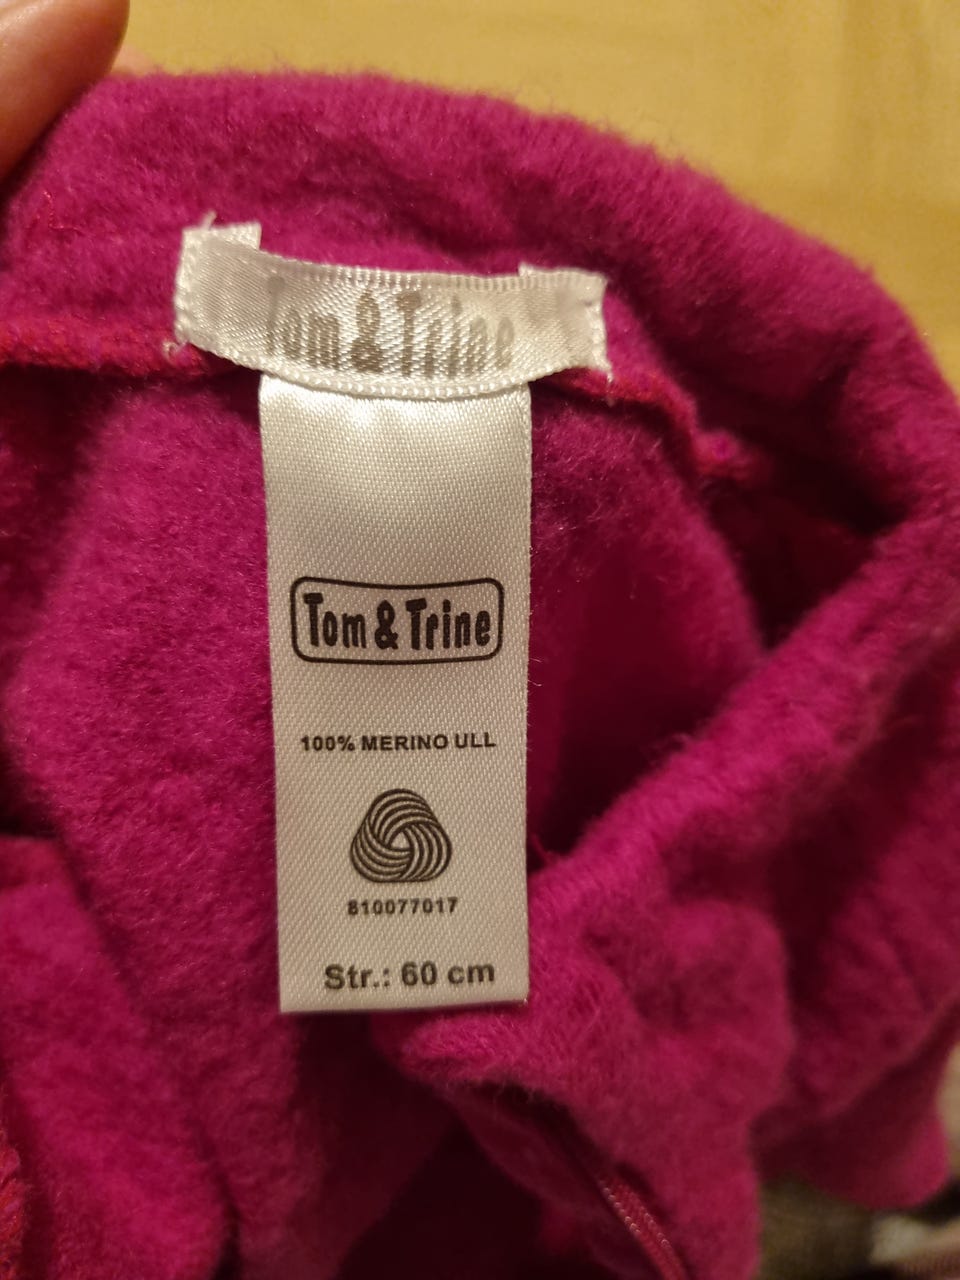 Tom & Trine
Tom & Trine
100% MERINO ULL
810077017
Str.: 60 cm